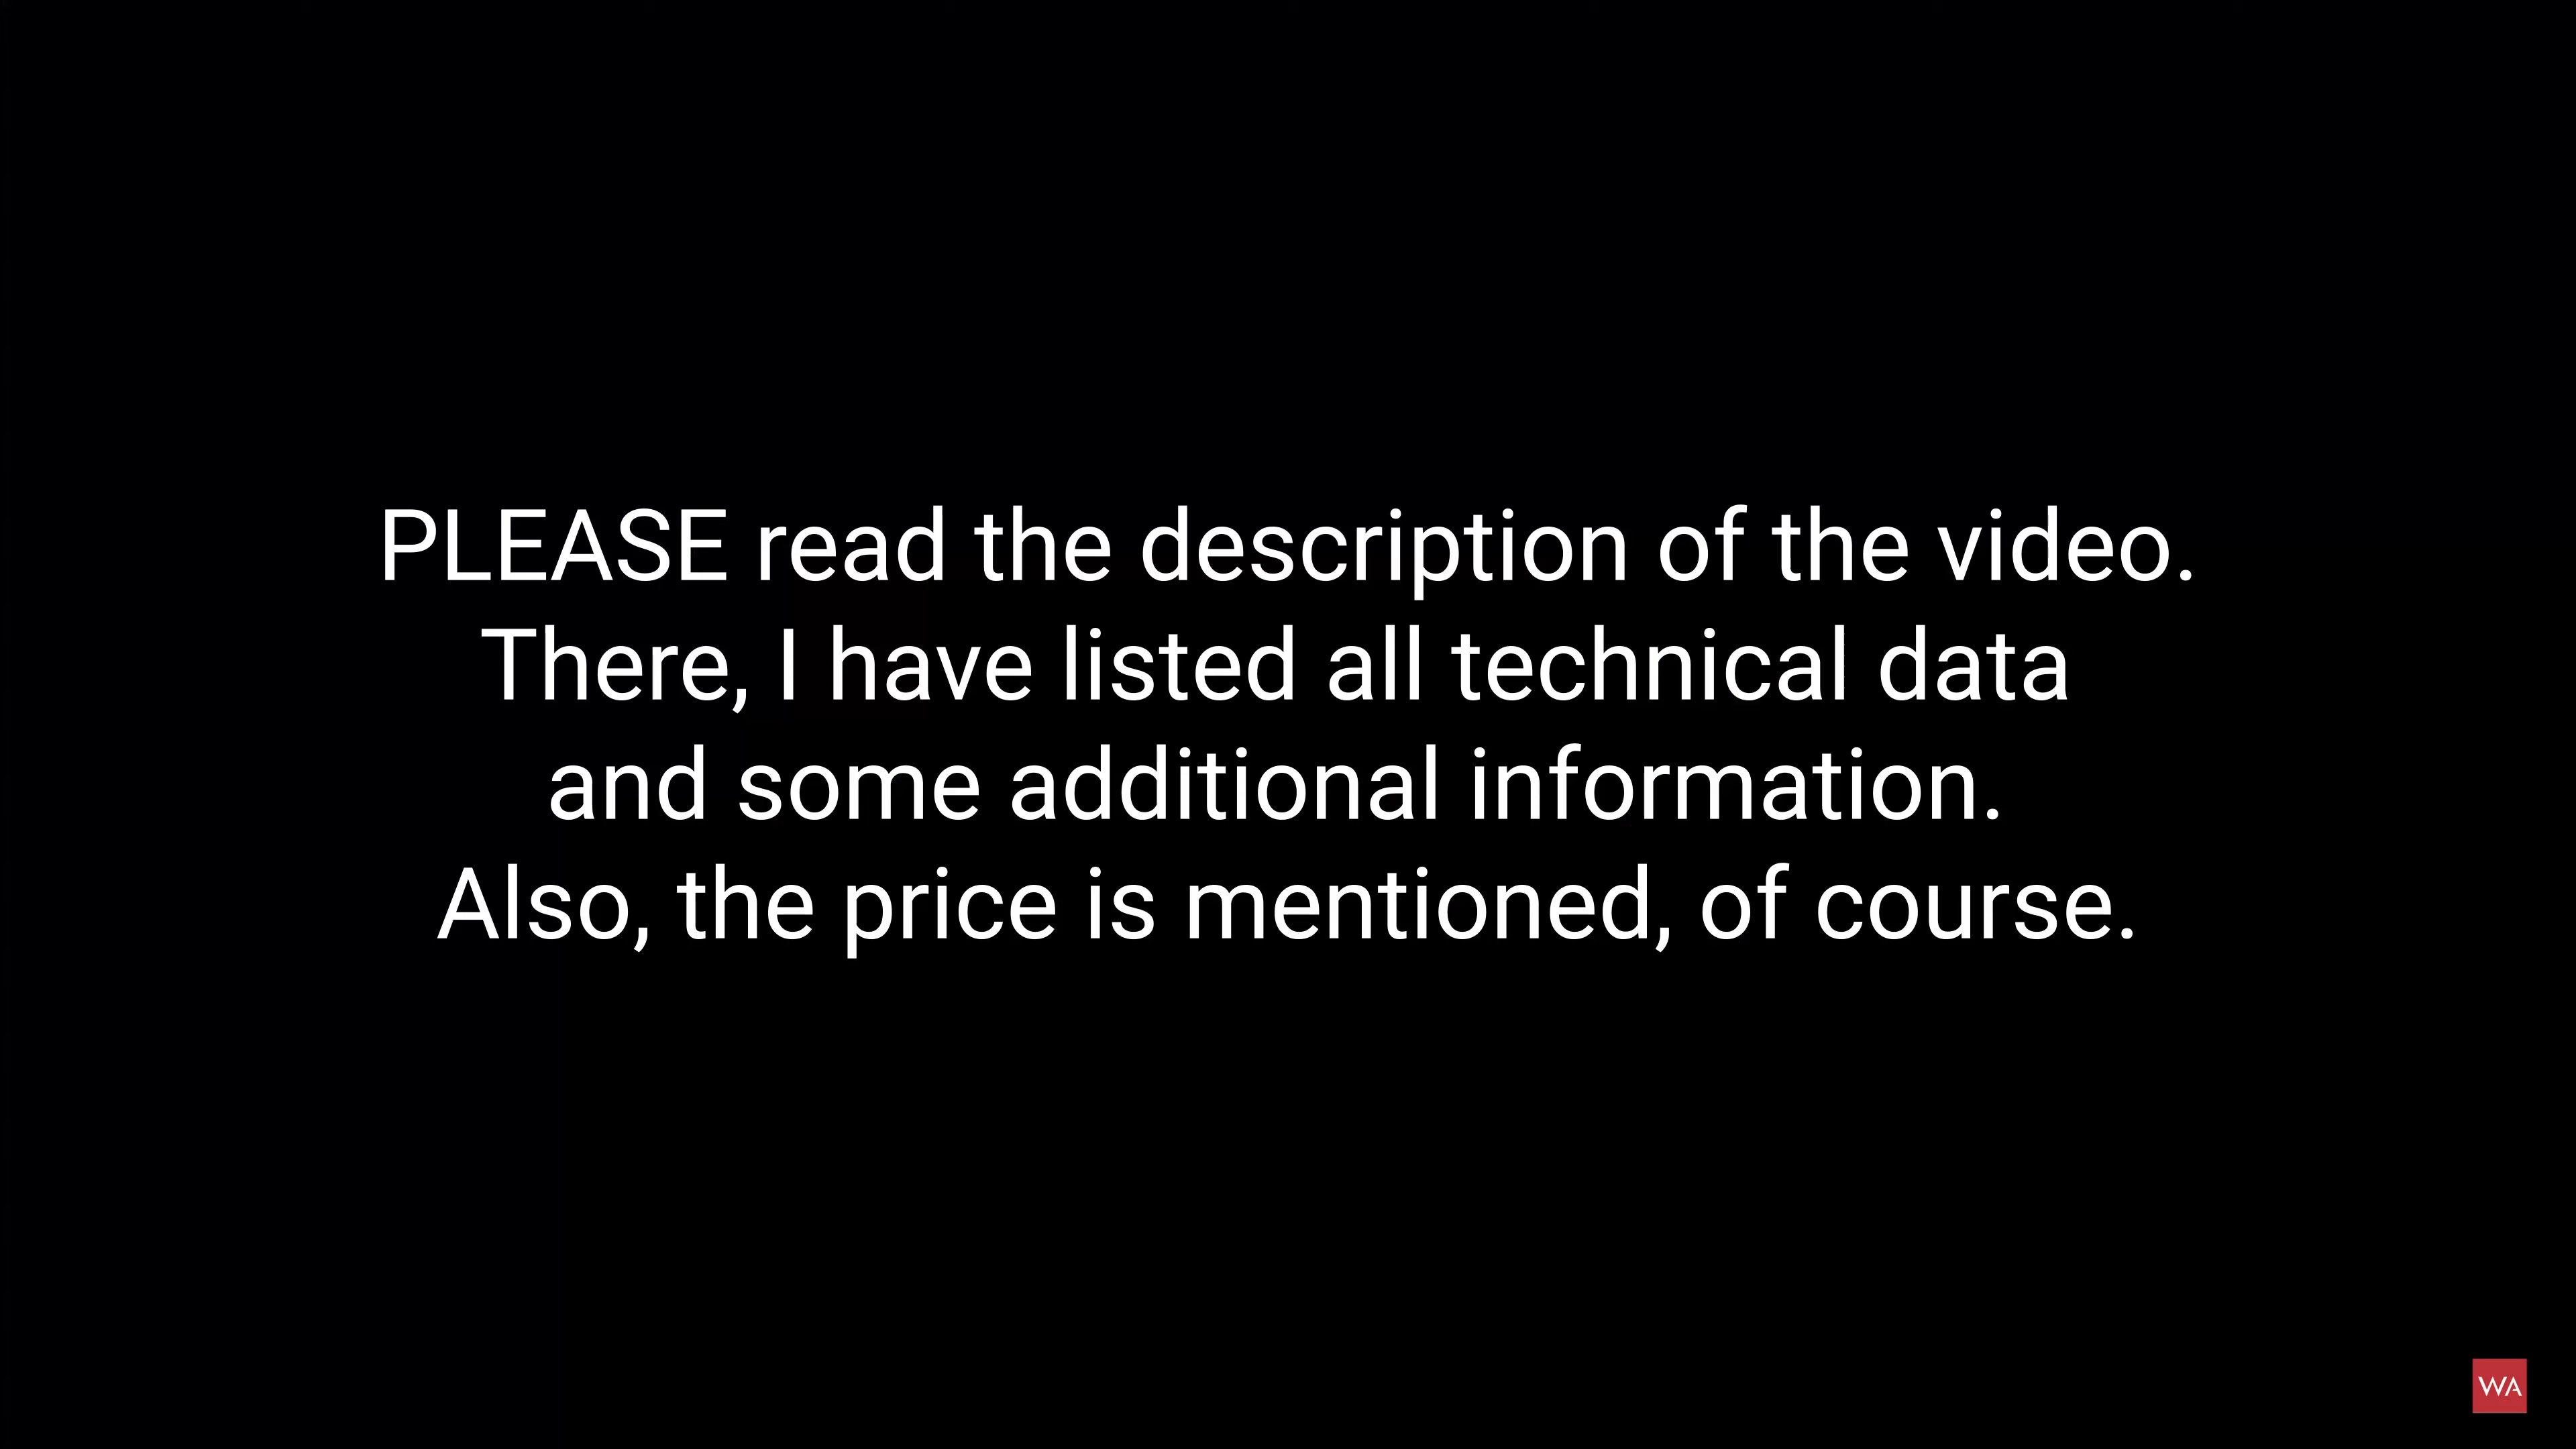 PLEASE read the description of the video.
There, I have listed all technical data
and some additional information.
Also, the price is mentioned, of course.
WA